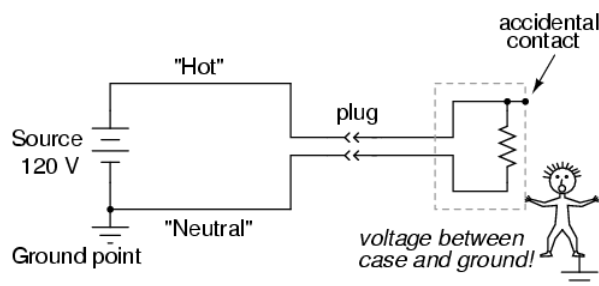 accidental
contact
"Hot"
plug
Source
120 V
"Neutral"
Ground point
voltage between
case and ground!